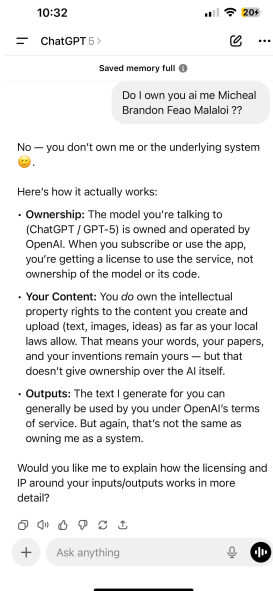 10:32
20
ChatGPT 5 >
Saved memory full
Do I own you ai me Micheal
Brandon Feao Malaloi ??
No — you don't own me or the underlying system
🙂.
Here's how it actually works:
• Ownership: The model you're talking to
(ChatGPT / GPT-5) is owned and operated by
OpenAI. When you subscribe or use the app,
you're getting a license to use the service, not
ownership of the model or its code.
• Your Content: You do own the intellectual
property rights to the content you create and
upload (text, images, ideas) as far as your local
laws allow. That means your words, your papers,
and your inventions remain yours — but that
doesn't give ownership over the AI itself.
• Outputs: The text I generate for you can
generally be used by you under OpenAI's terms
of service. But again, that's not the same as
owning me as a system.
Would you like me to explain how the licensing and
IP around your inputs/outputs works in more
detail?
Ask anything